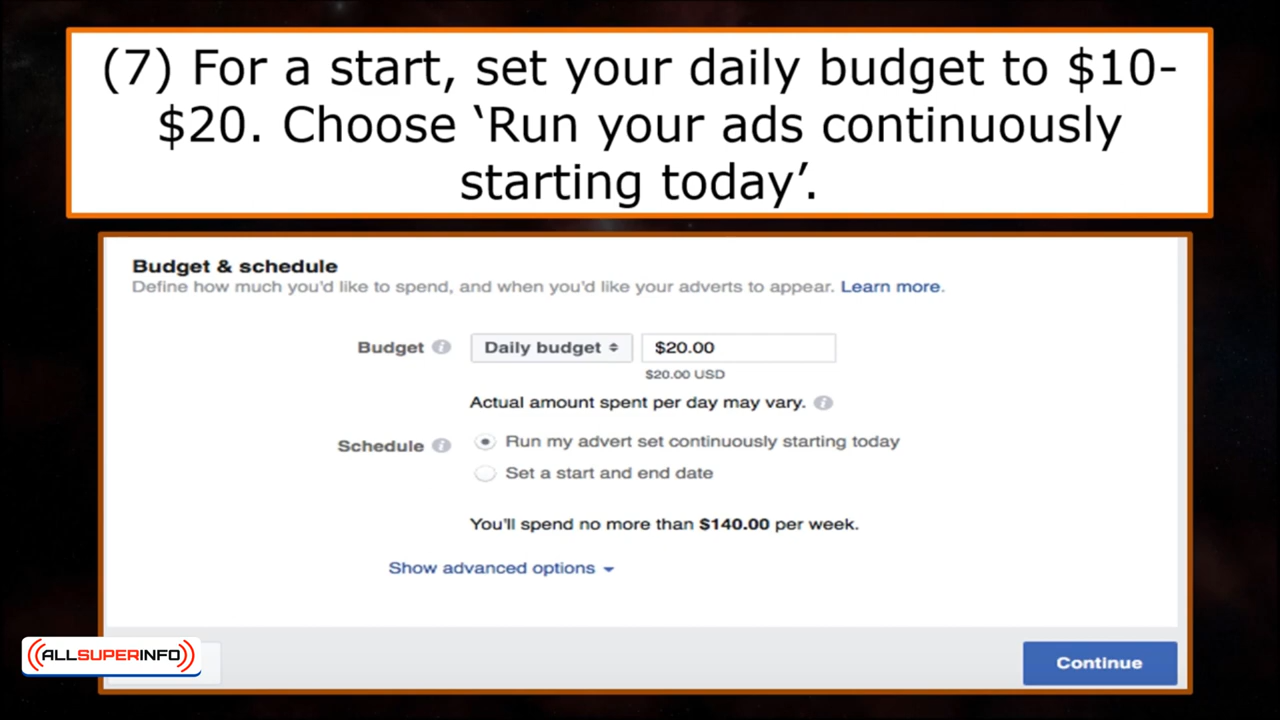 (7) For a start, set your daily budget to $10-
$20. Choose ‘Run your ads continuously
starting today’.
Budget & schedule
Define how much you'd like to spend, and when you'd like your adverts to appear. Learn more.
Budget Daily budget $20.00
$20.00 USD
Actual amount spent per day may vary.
Schedule Run my advert set continuously starting today
Set a start and end date
You'll spend no more than $140.00 per week.
Show advanced options
((ALLSUPERINFO))
Continue